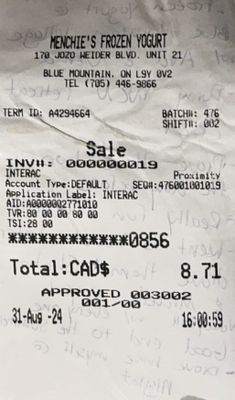 MENCHIE'S FROZEN YOGURT
170 JOZO WEIDER BLVD. UNIT 21
BLUE MOUNTAIN. ON L9Y 0V2
TEL (705) 446-9866
TERM ID: A4294664 BATCH#: 476
SHIFT#: 002
Sale
INV#: 000000019
INTERAC Proximity
Account Type:DEFAULT SEQ#:476001001019
Application Label: INTERAC
AID:A0000002771010
TVR:80 00 00 80 00
TSI:28 00
************0856
Total:CAD$ 8.71
APPROVED 003002
001/00
31-Aug -24 16:00:59